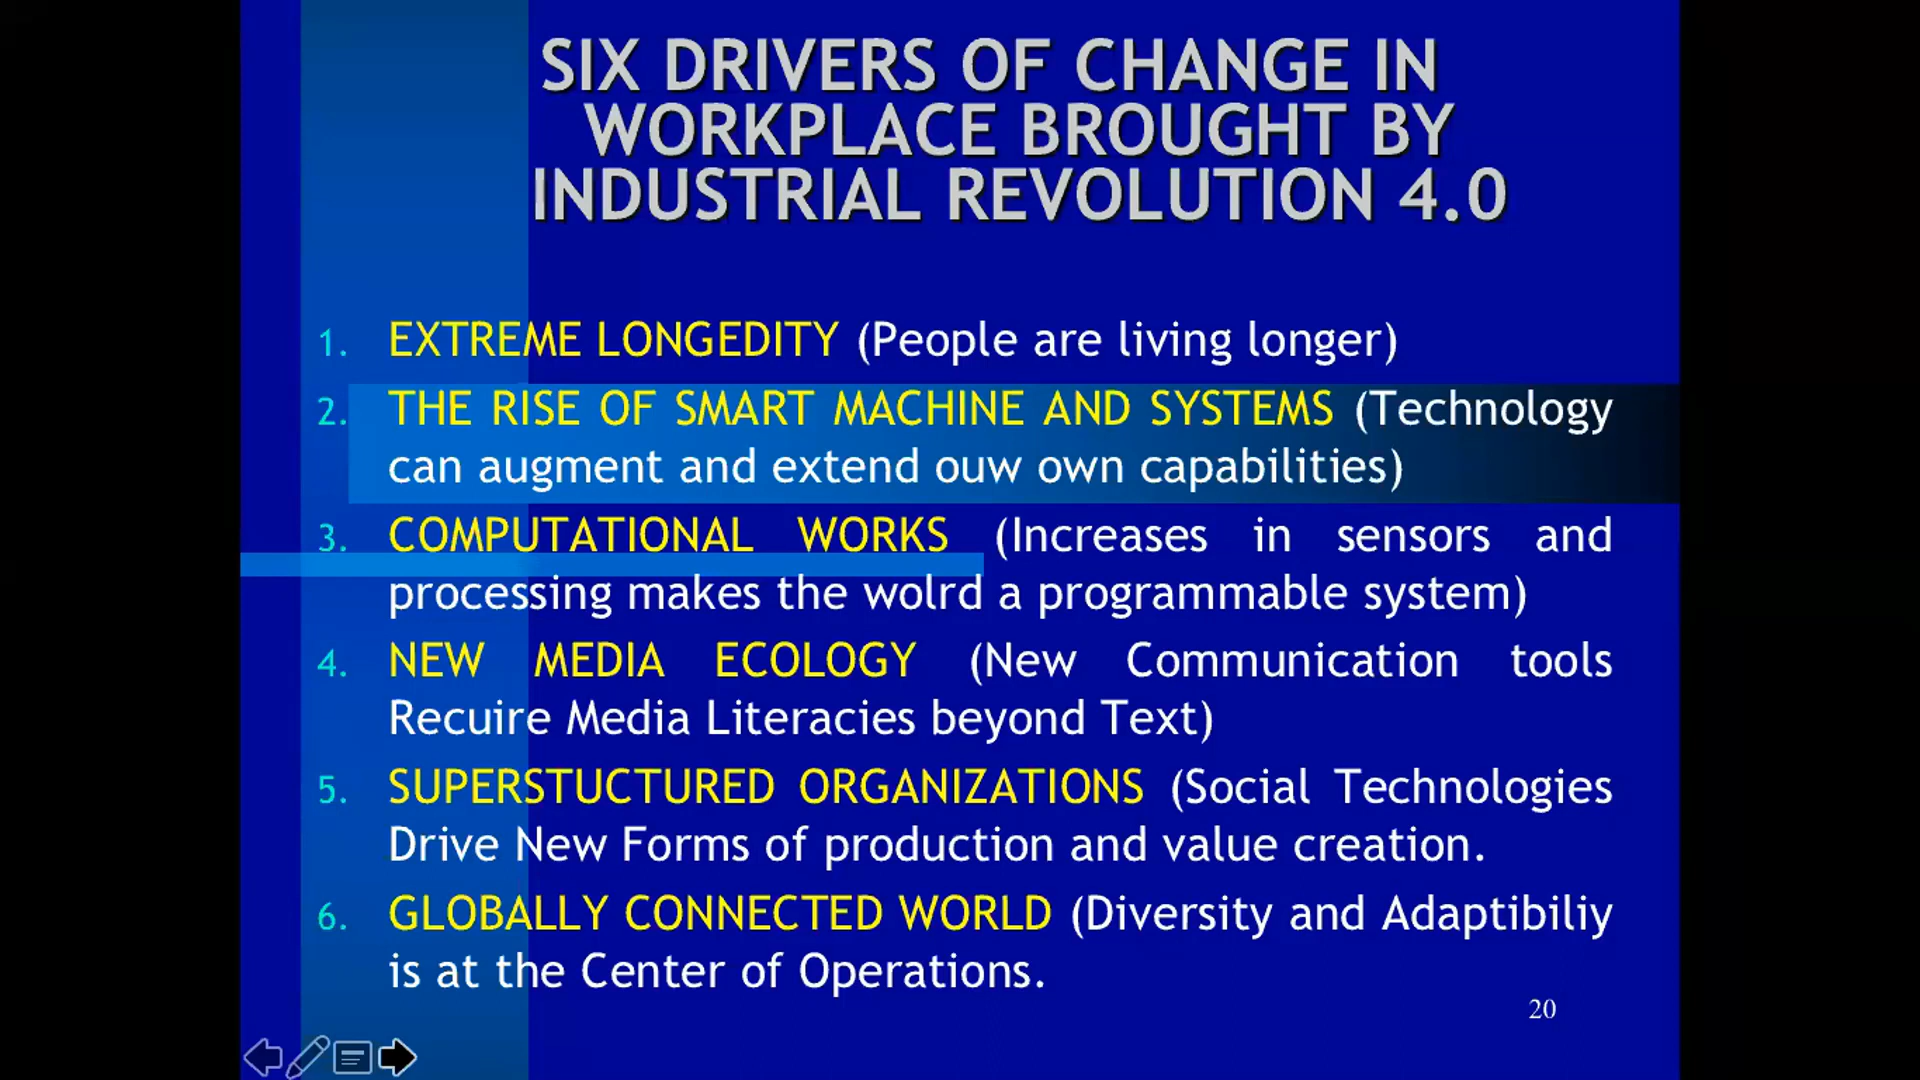 SIX DRIVERS OF CHANGE IN
WORKPLACE BROUGHT BY
INDUSTRIAL REVOLUTION 4.0
1. EXTREME LONGEDITY (People are living longer)
2. THE RISE OF SMART MACHINE AND SYSTEMS (Technology
can augment and extend ouw own capabilities)
3. COMPUTATIONAL WORKS (Increases in sensors and
processing makes the wolrd a programmable system)
4. NEW MEDIA ECOLOGY (New Communication tools
Recuire Media Literacies beyond Text)
5. SUPERSTUCTURED ORGANIZATIONS (Social Technologies
Drive New Forms of production and value creation.
6. GLOBALLY CONNECTED WORLD (Diversity and Adaptibiliy
is at the Center of Operations.
20